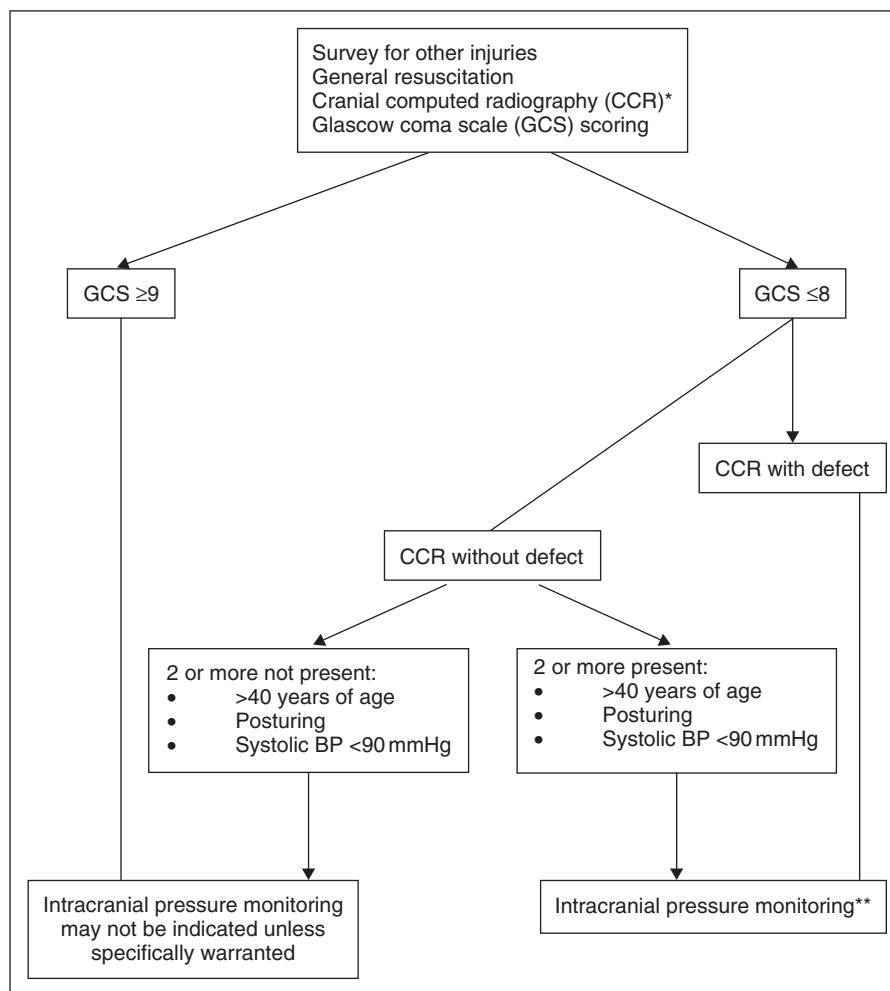 Survey for other injuries
General resuscitation
Cranial computed radiography (CCR)*
Glascow coma scale (GCS) scoring
GCS ≥9
GCS ≤8
CCR with defect
CCR without defect
2 or more not present:
• >40 years of age
• Posturing
• Systolic BP <90 mmHg
2 or more present:
• >40 years of age
• Posturing
• Systolic BP <90 mmHg
Intracranial pressure monitoring
may not be indicated unless
specifically warranted
Intracranial pressure monitoring**